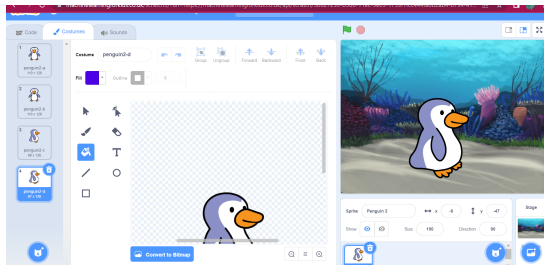 Code Costumes Sounds
Costume penguin2-d Group Ungroup Forward Backward Front Back
Fill Outline 0
1
penguin2-a
2
penguin2-b
3
penguin2-c
4
penguin2-d
T
Convert to Bitmap
Sprite Penguin 2 x -6 y -47
Show Size 100 Direction 90
Stage